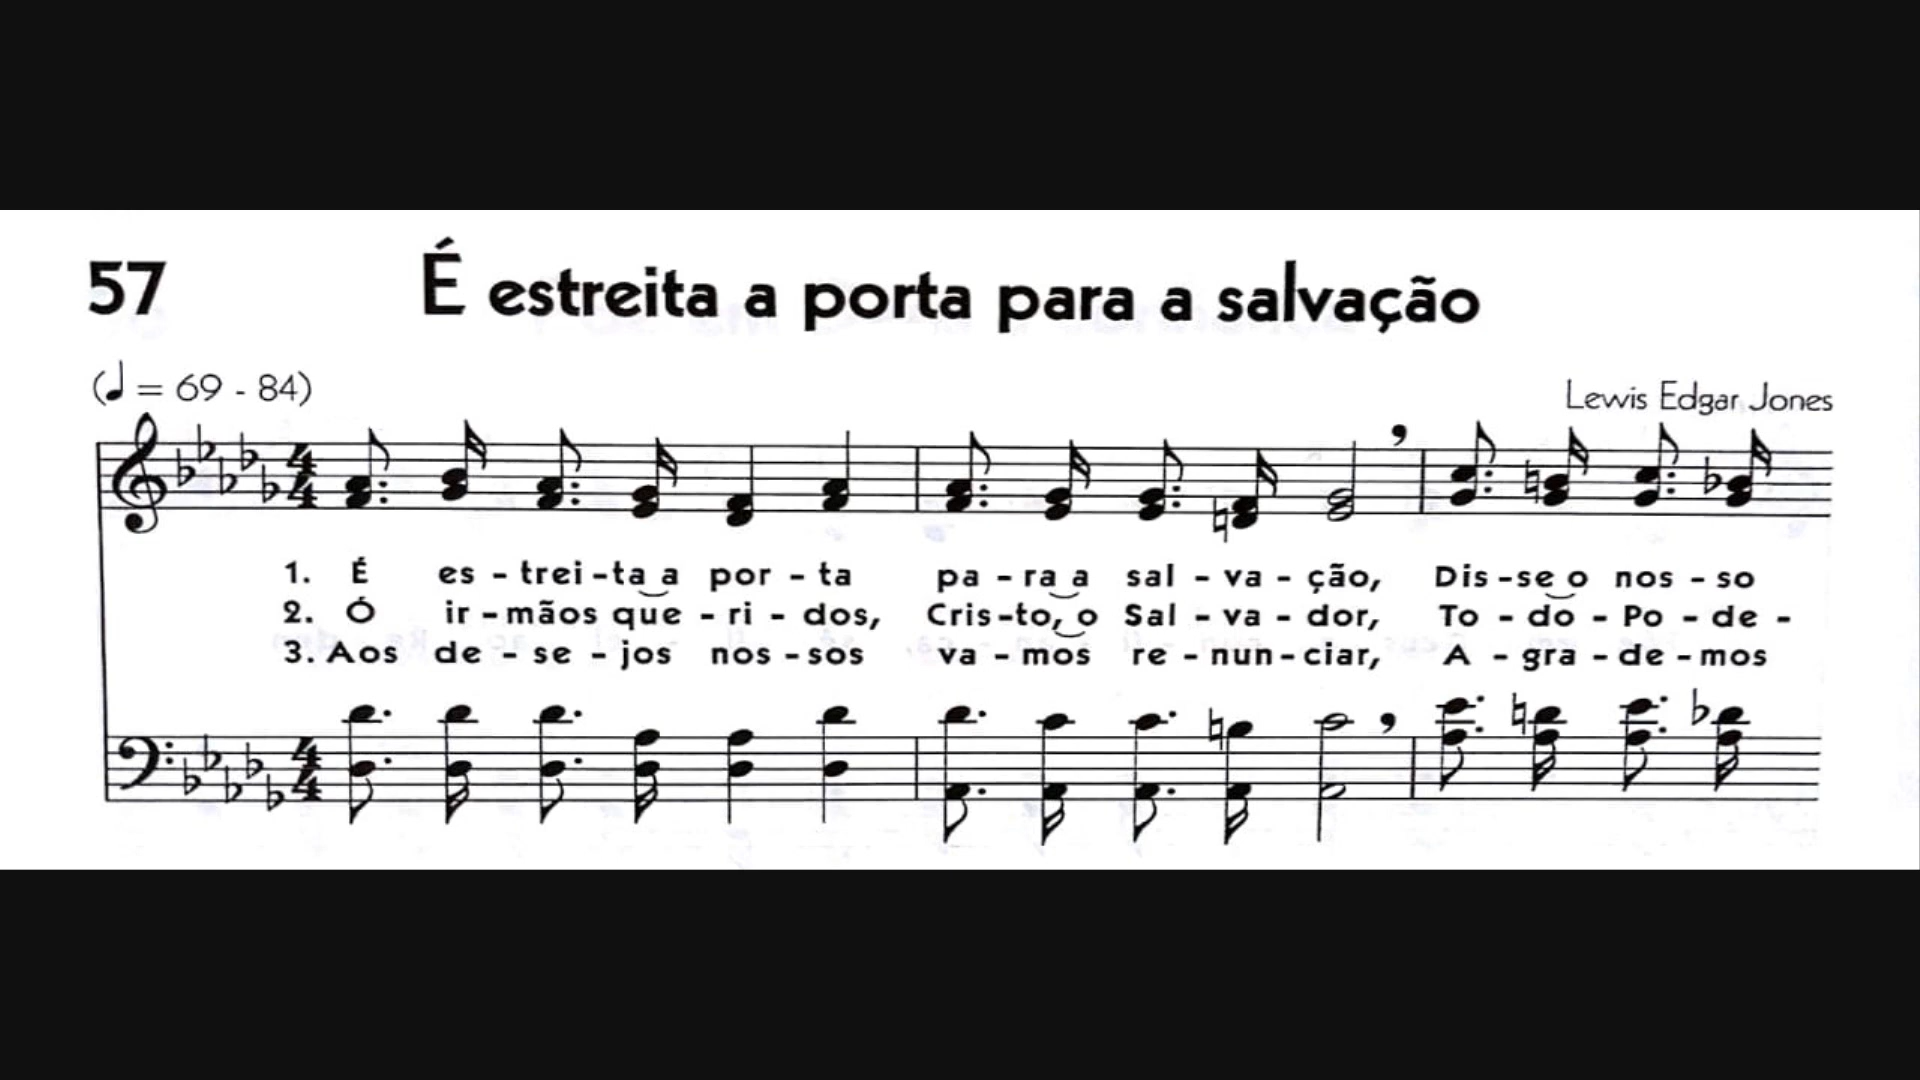 57 É estreita a porta para a salvação
(♩ = 69 - 84)
Lewis Edgar Jones
1. É es - trei - ta a por - ta pa - ra a sal - va - ção, Dis - se o nos - so
2. Ó ir - mãos que - ri - dos, Cris - to, o Sal - va - dor, To - do - Po - de -
3. Aos de - se - jos nos - sos va - mos re - nun - ciar, A - gra - de - mos